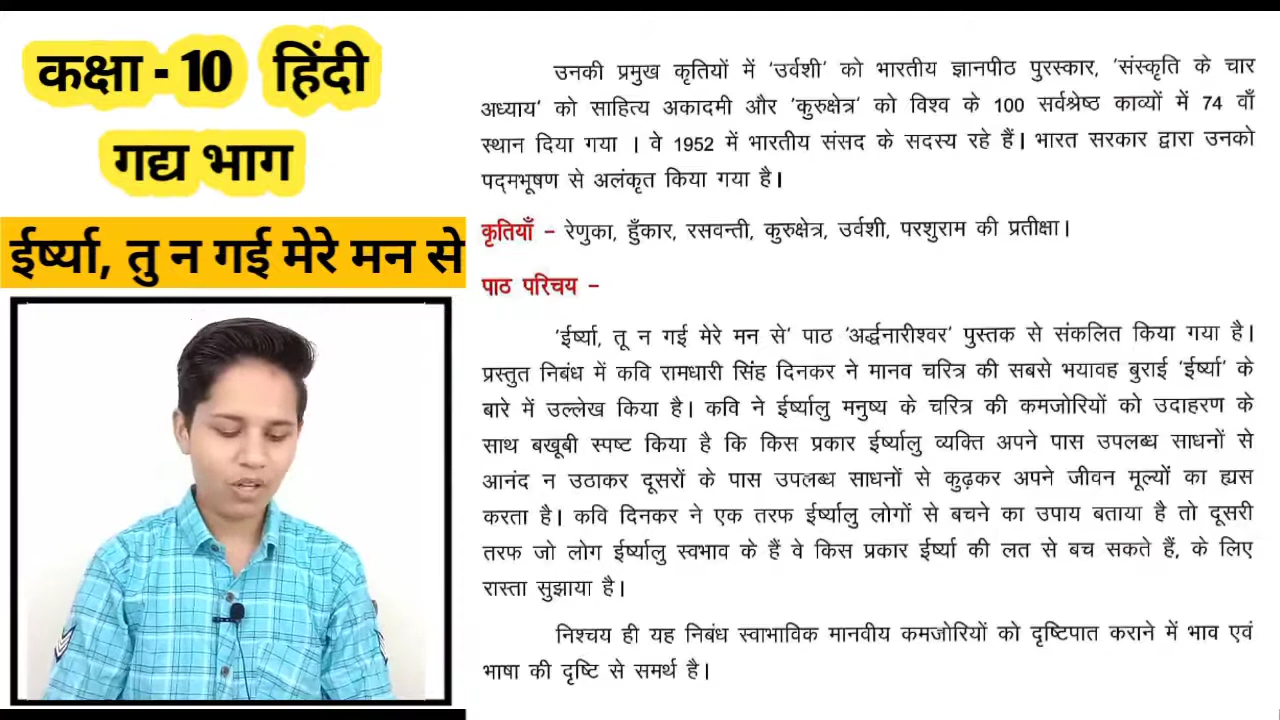 कक्षा - 10 हिंदी
गद्य भाग
ईर्ष्या, तु न गई मेरे मन से
उनकी प्रमुख कृतियों में 'उर्वशी' को भारतीय ज्ञानपीठ पुरस्कार, 'संस्कृति के चार
अध्याय' को साहित्य अकादमी और 'कुरुक्षेत्र' को विश्व के 100 सर्वश्रेष्ठ काव्यों में 74 वाँ
स्थान दिया गया । वे 1952 में भारतीय संसद के सदस्य रहे हैं। भारत सरकार द्वारा उनको
पद्मभूषण से अलंकृत किया गया है।
कृतियाँ – रेणुका, हुँकार, रसवन्ती, कुरुक्षेत्र, उर्वशी, परशुराम की प्रतीक्षा।
पाठ परिचय –
'ईर्ष्या, तू न गई मेरे मन से' पाठ 'अर्द्धनारीश्वर' पुस्तक से संकलित किया गया है।
प्रस्तुत निबंध में कवि रामधारी सिंह दिनकर ने मानव चरित्र की सबसे भयावह बुराई 'ईर्ष्या' के
बारे में उल्लेख किया है। कवि ने ईर्ष्यालु मनुष्य के चरित्र की कमजोरियों को उदाहरण के
साथ बखूबी स्पष्ट किया है कि किस प्रकार ईर्ष्यालु व्यक्ति अपने पास उपलब्ध साधनों से
आनंद न उठाकर दूसरों के पास उपलब्ध साधनों से कुढ़कर अपने जीवन मूल्यों का ह्यस
करता है। कवि दिनकर ने एक तरफ ईर्ष्यालु लोगों से बचने का उपाय बताया है तो दूसरी
तरफ जो लोग ईर्ष्यालु स्वभाव के हैं वे किस प्रकार ईर्ष्या की लत से बच सकते हैं, के लिए
रास्ता सुझाया है।
निश्चय ही यह निबंध स्वाभाविक मानवीय कमजोरियों को दृष्टिपात कराने में भाव एवं
भाषा की दृष्टि से समर्थ है।